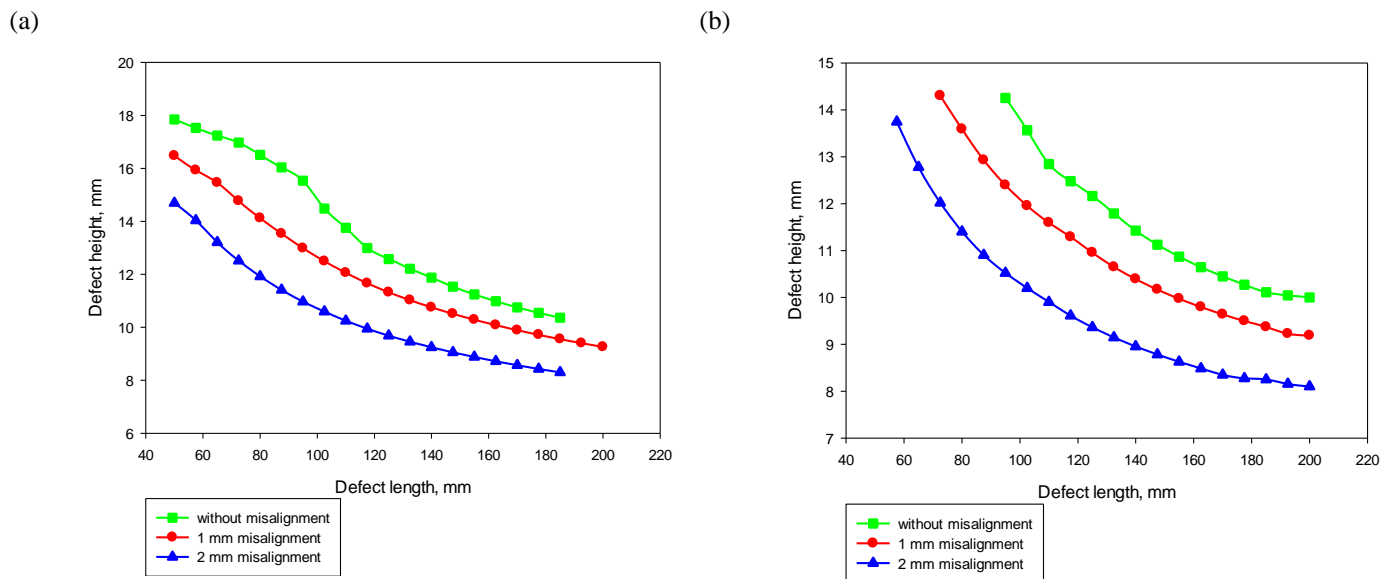 (a)
20
18
16
14
12
10
8
6
Defect height, mm
40 60 80 100 120 140 160 180 200 220
Defect length, mm
without misalignment
1 mm misalignment
2 mm misalignment
(b)
15
14
13
12
11
10
9
8
7
Defect height, mm
40 60 80 100 120 140 160 180 200 220
Defect length, mm
without misalignment
1 mm misalignment
2 mm misalignment